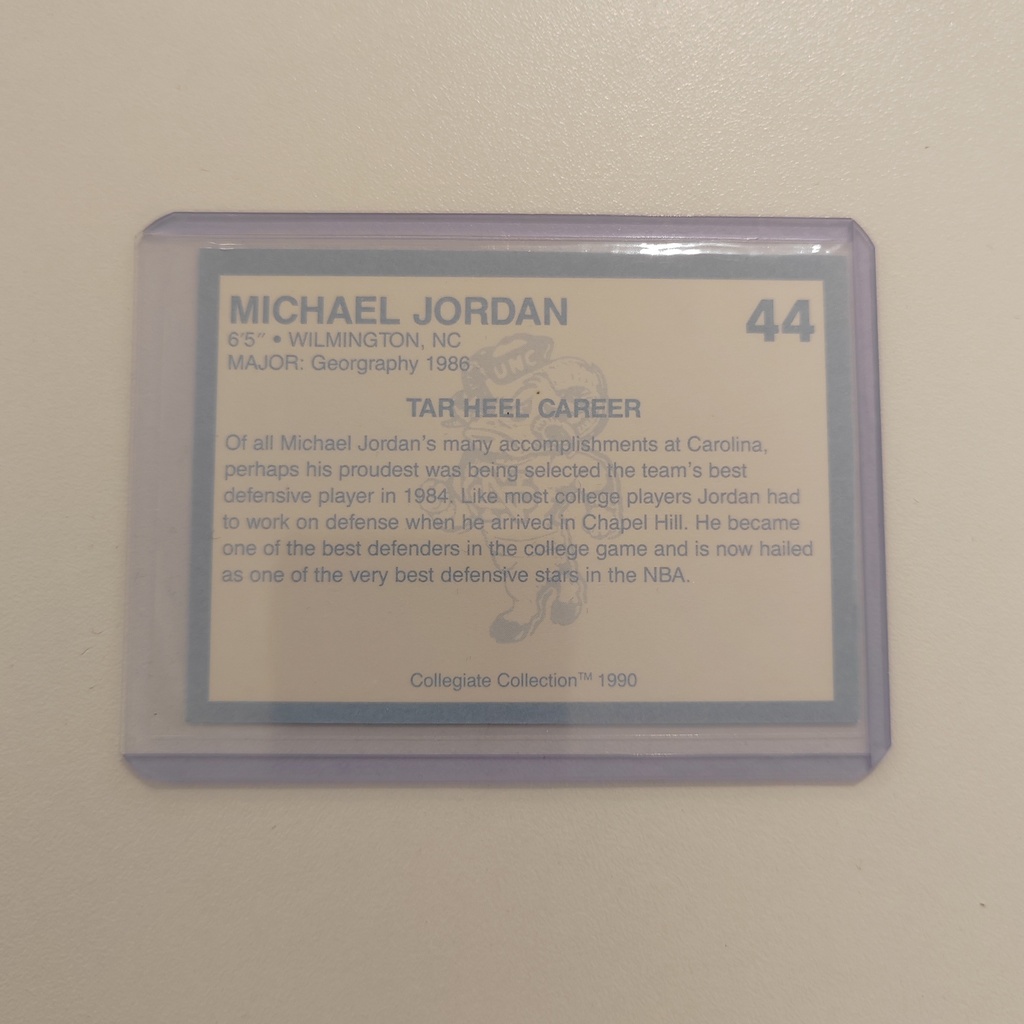 MICHAEL JORDAN 44
6'5" • WILMINGTON, NC
MAJOR: Georgraphy 1986
UNC
TAR HEEL CAREER
Of all Michael Jordan's many accomplishments at Carolina,
perhaps his proudest was being selected the team's best
defensive player in 1984. Like most college players Jordan had
to work on defense when he arrived in Chapel Hill. He became
one of the best defenders in the college game and is now hailed
as one of the very best defensive stars in the NBA.
Collegiate Collection™ 1990